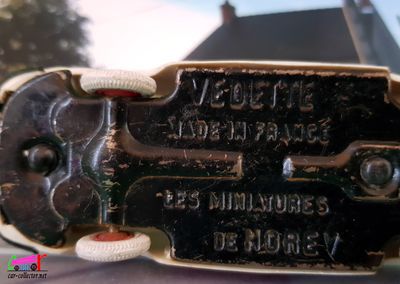 VEDETTE
MADE IN FRANCE
LES MINIATURES
DE NOREV
car-collector.net